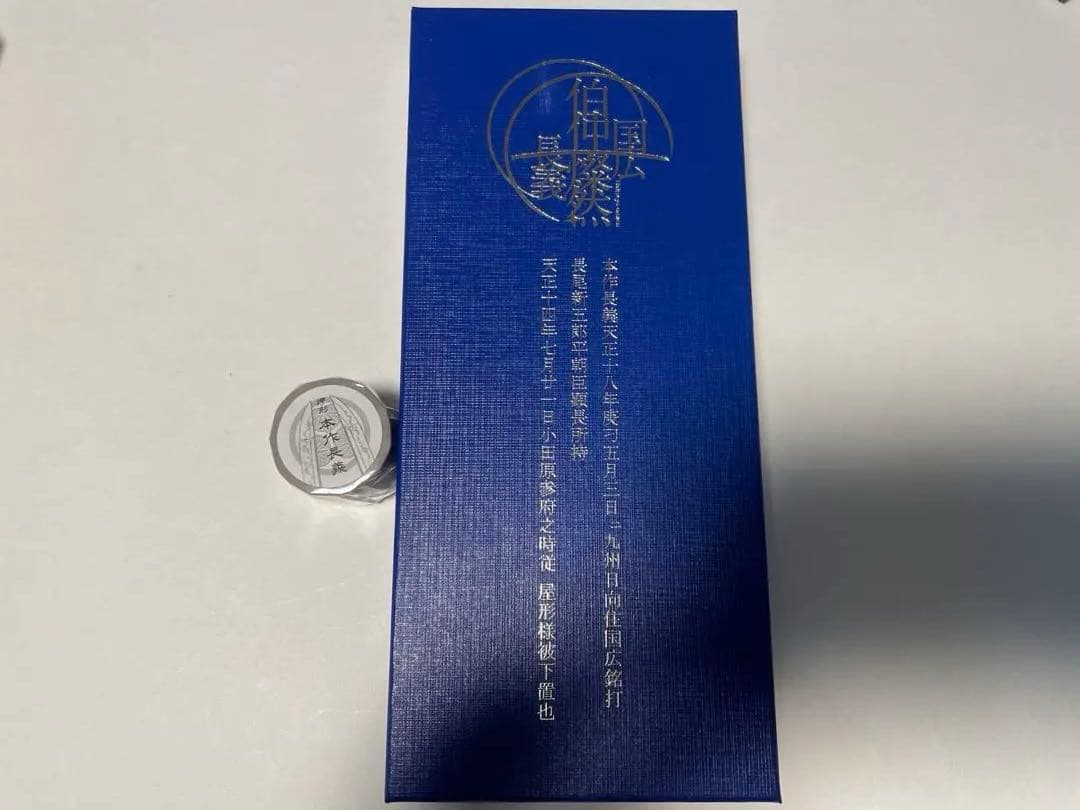 国広
伯仲燦然
長義
本作長義天正十八年庚刁五月三日ニ九州日向住国広銘打
長尾新五郎平朝臣顕長所持
天正十四年七月廿一日小田原参府之時従 屋形様被下置也
本作長義